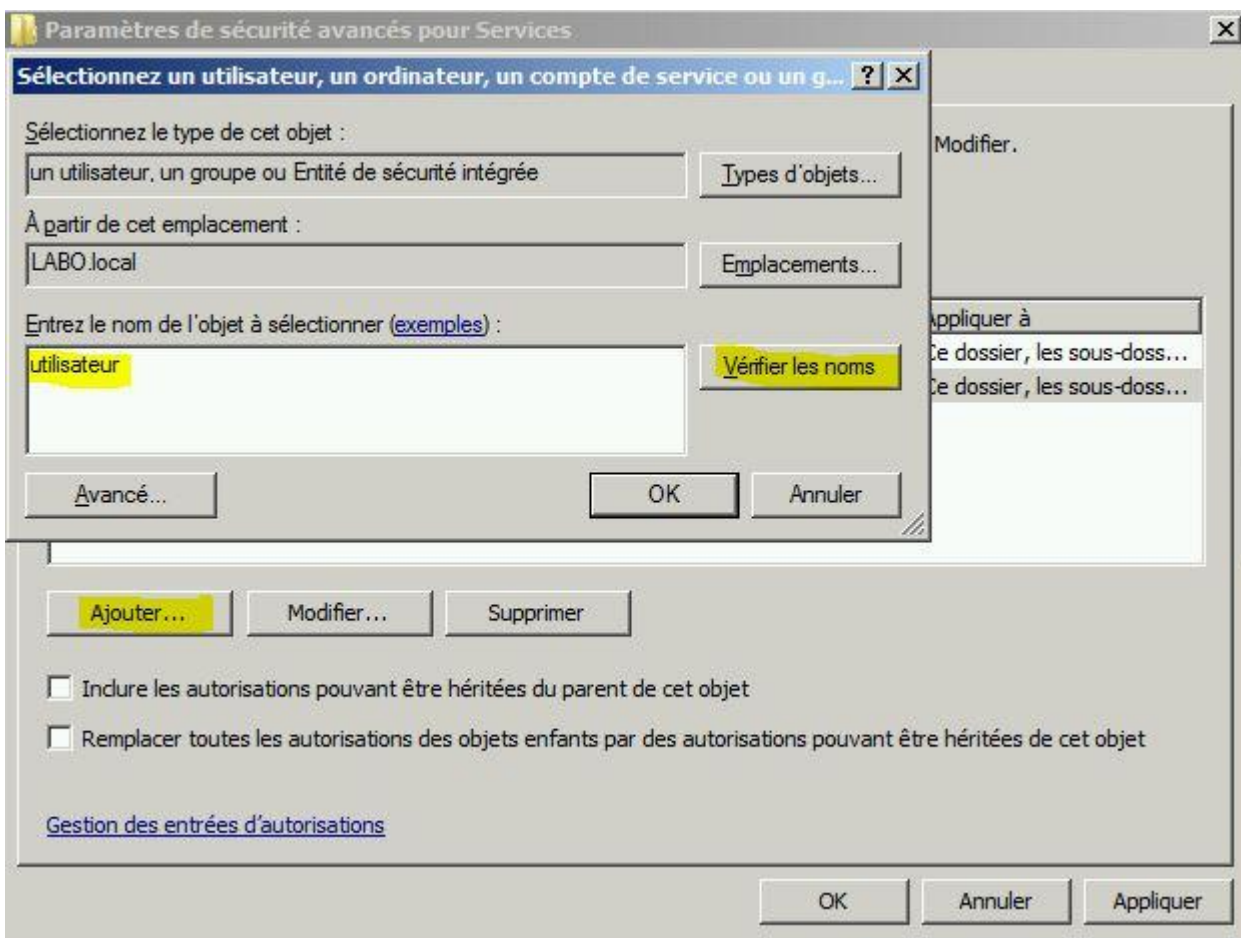 Paramètres de sécurité avancés pour Services
Sélectionnez un utilisateur, un ordinateur, un compte de service ou un g...
Sélectionnez le type de cet objet :
un utilisateur, un groupe ou Entité de sécurité intégrée
Types d'objets...
Modifier.
À partir de cet emplacement :
LABO.local
Emplacements...
Entrez le nom de l'objet à sélectionner (exemples) :
utilisateur
Vérifier les noms
Appliquer à
Ce dossier, les sous-doss...
Ce dossier, les sous-doss...
Avancé...
OK
Annuler
Ajouter...
Modifier...
Supprimer
Inclure les autorisations pouvant être héritées du parent de cet objet
Remplacer toutes les autorisations des objets enfants par des autorisations pouvant être héritées de cet objet
Gestion des entrées d'autorisations
OK
Annuler
Appliquer